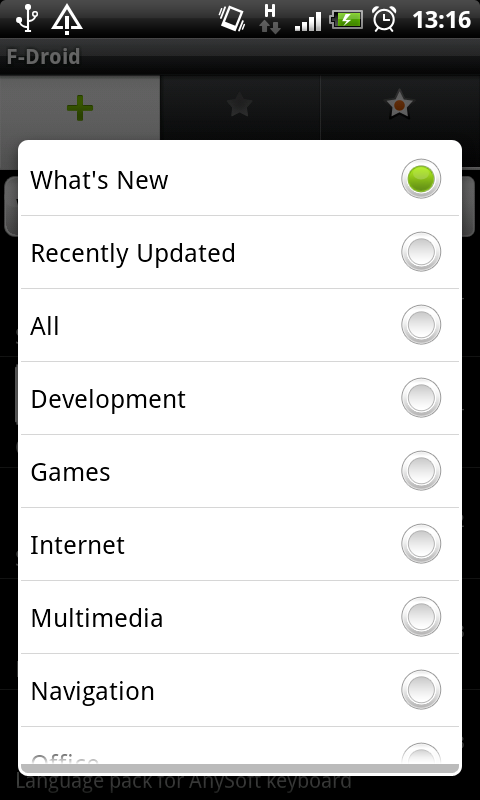 H
13:16
F-Droid
What's New
Recently Updated
All
Development
Games
Internet
Multimedia
Navigation
Office
Language pack for AnySoft keyboard